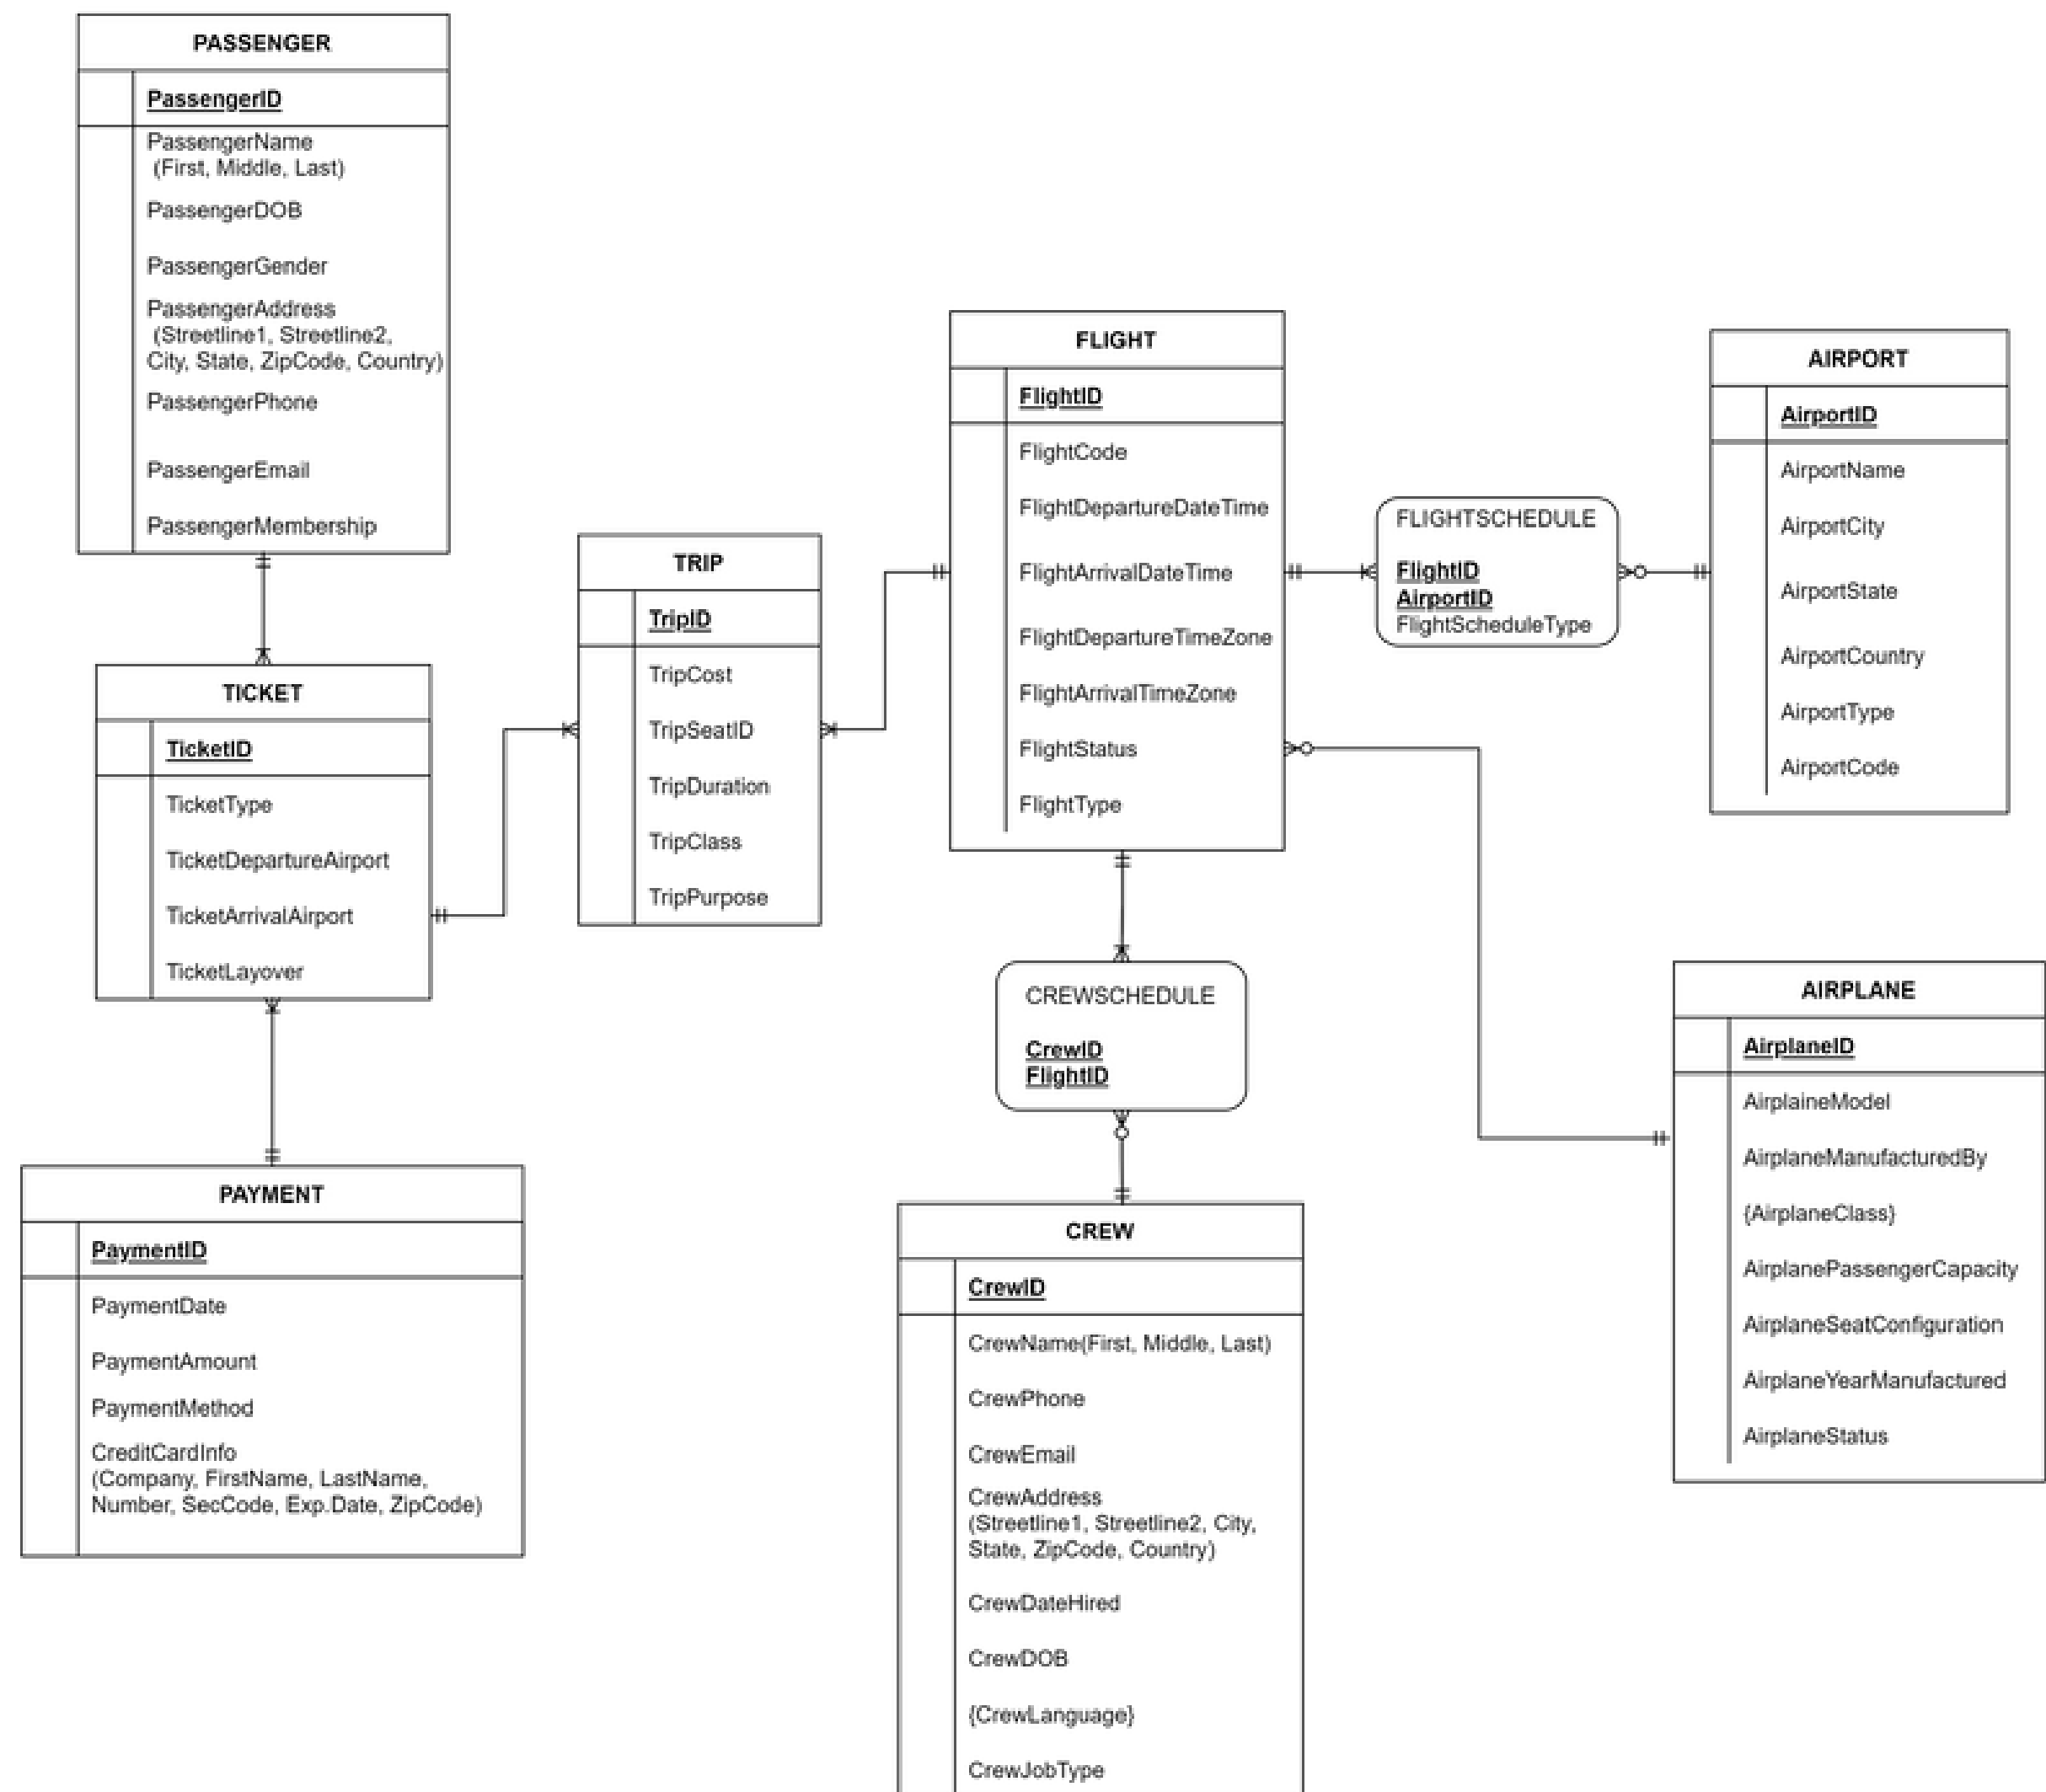 PASSENGER
PassengerID
PassengerName
(First, Middle, Last)
PassengerDOB
PassengerGender
PassengerAddress
(Streetline1, Streetline2,
City, State, ZipCode, Country)
PassengerPhone
PassengerEmail
PassengerMembership
TICKET
TicketID
TicketType
TicketDepartureAirport
TicketArrivalAirport
TicketLayover
PAYMENT
PaymentID
PaymentDate
PaymentAmount
PaymentMethod
CreditCardInfo
(Company, FirstName, LastName,
Number, SecCode, Exp.Date, ZipCode)
TRIP
TripID
TripCost
TripSeatID
TripDuration
TripClass
TripPurpose
FLIGHT
FlightID
FlightCode
FlightDepartureDateTime
FlightArrivalDateTime
FlightDepartureTimeZone
FlightArrivalTimeZone
FlightStatus
FlightType
CREWSCHEDULE
CrewID
FlightID
CREW
CrewID
CrewName(First, Middle, Last)
CrewPhone
CrewEmail
CrewAddress
(Streetline1, Streetline2, City,
State, ZipCode, Country)
CrewDateHired
CrewDOB
{CrewLanguage}
CrewJobType
FLIGHTSCHEDULE
FlightID
AirportID
FlightScheduleType
AIRPORT
AirportID
AirportName
AirportCity
AirportState
AirportCountry
AirportType
AirportCode
AIRPLANE
AirplaneID
AirplaineModel
AirplaneManufacturedBy
{AirplaneClass}
AirplanePassengerCapacity
AirplaneSeatConfiguration
AirplaneYearManufactured
AirplaneStatus